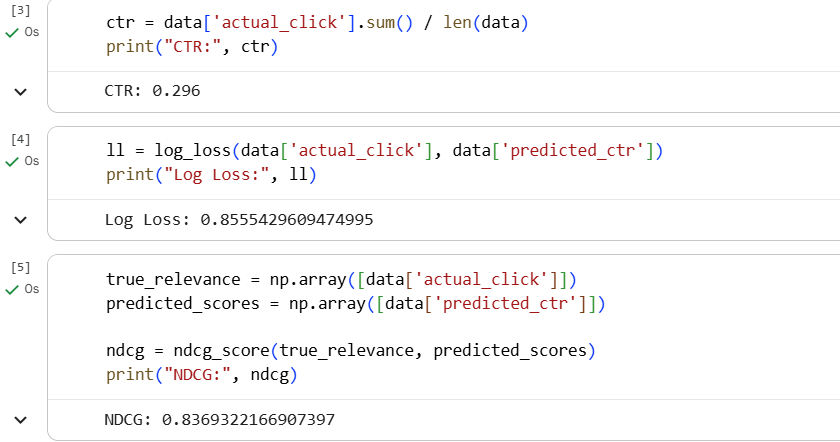 [3]
0s
ctr = data['actual_click'].sum() / len(data)
print("CTR:", ctr)
CTR: 0.296
[4]
0s
ll = log_loss(data['actual_click'], data['predicted_ctr'])
print("Log Loss:", ll)
Log Loss: 0.8555429609474995
[5]
0s
true_relevance = np.array([data['actual_click']])
predicted_scores = np.array([data['predicted_ctr']])
ndcg = ndcg_score(true_relevance, predicted_scores)
print("NDCG:", ndcg)
NDCG: 0.8369322166907397